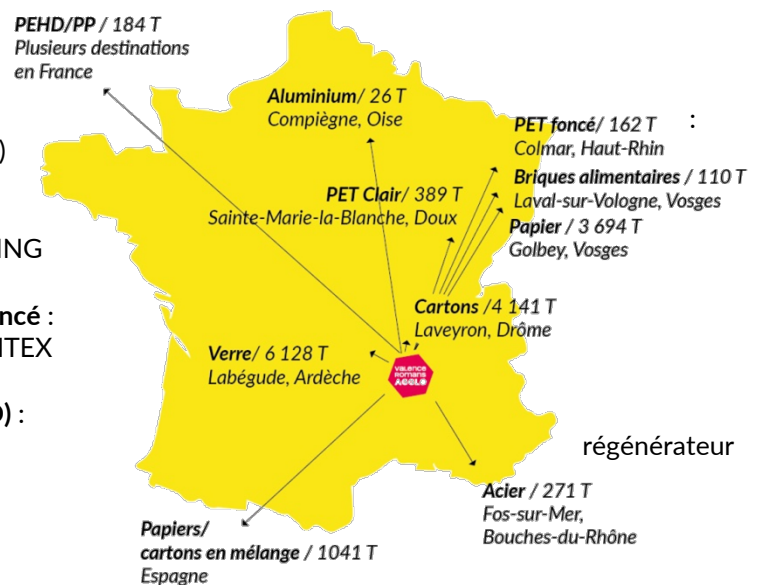 PEHD/PP / 184 T
Plusieurs destinations
en France
Aluminium/ 26 T
Compiègne, Oise
PET foncé/ 162 T
Colmar, Haut-Rhin
:
)
Briques alimentaires / 110 T
Laval-sur-Vologne, Vosges
PET Clair/ 389 T
Sainte-Marie-la-Blanche, Doux
Papier / 3 694 T
Golbey, Vosges
ING
Cartons /4 141 T
Laveyron, Drôme
ncé :
ITEX
Verre/ 6 128 T
Labégude, Ardèche
VALENCE
ROMANS
AGGLO
) :
régénérateur
Acier / 271 T
Fos-sur-Mer,
Bouches-du-Rhône
Papiers/
cartons en mélange / 1041 T
Espagne